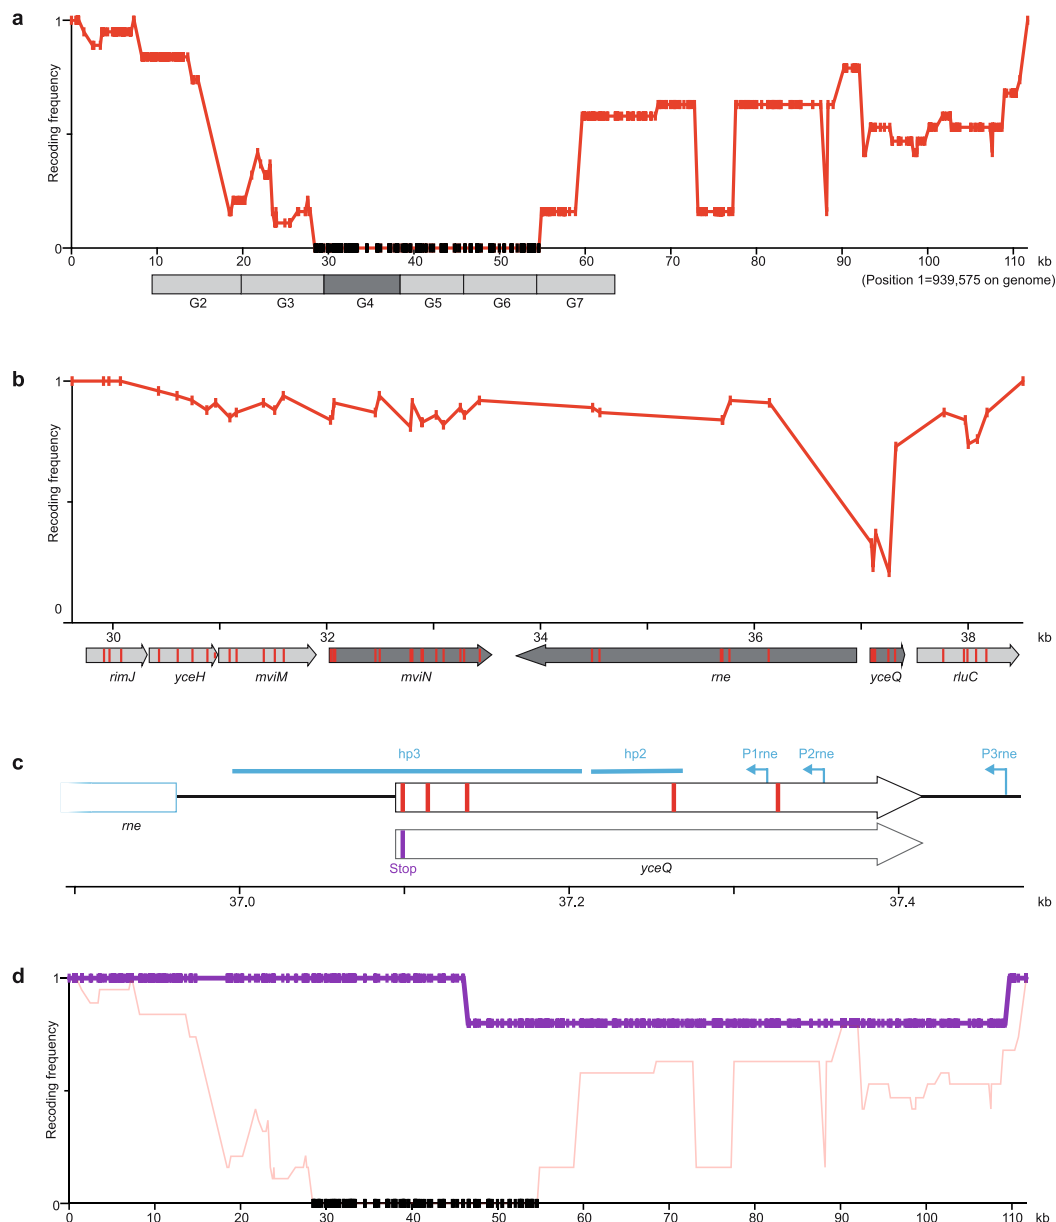 a
1
Recoding frequency
0
0 10 20 30 40 50 60 70 80 90 100 110 kb
(Position 1=939,575 on genome)
G2 G3 G4 G5 G6 G7
b
1
Recoding frequency
0
30 32 34 36 38 kb
rimJ yceH mviM mviN rne yceQ rluC
c
hp3 hp2 P1rne P2rne P3rne
rne
Stop yceQ
37.0 37.2 37.4 kb
d
1
Recoding frequency
0
0 10 20 30 40 50 60 70 80 90 100 110 kb